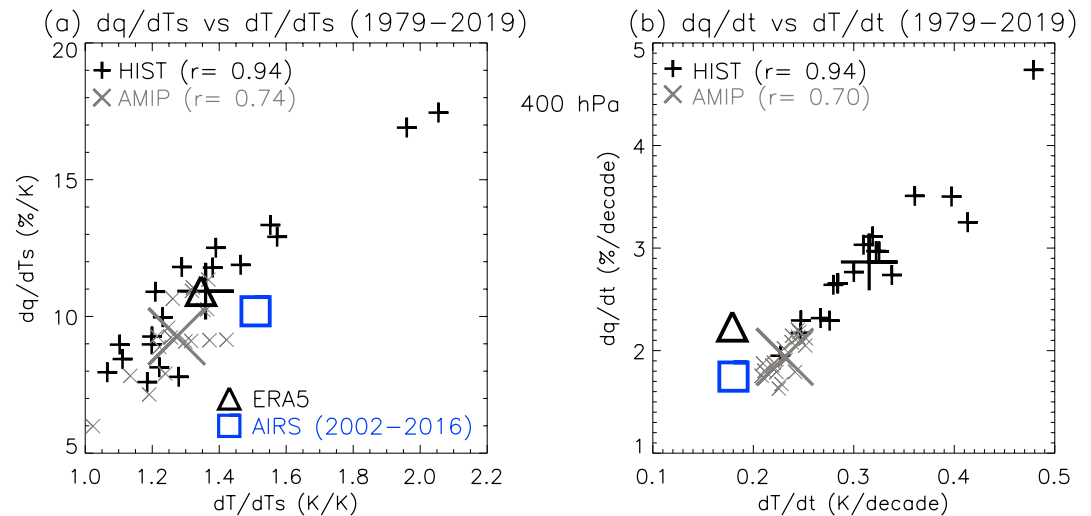 (a) dq/dTs vs dT/dTs (1979−2019)
20
15
10
5
dq/dTs (%/K)
HIST (r= 0.94)
AMIP (r= 0.74)
ERA5
AIRS (2002−2016)
1.0 1.2 1.4 1.6 1.8 2.0 2.2
dT/dTs (K/K)
400 hPa
(b) dq/dt vs dT/dt (1979−2019)
5
4
3
2
1
dq/dt (%/decade)
HIST (r= 0.94)
AMIP (r= 0.70)
0.1 0.2 0.3 0.4 0.5
dT/dt (K/decade)